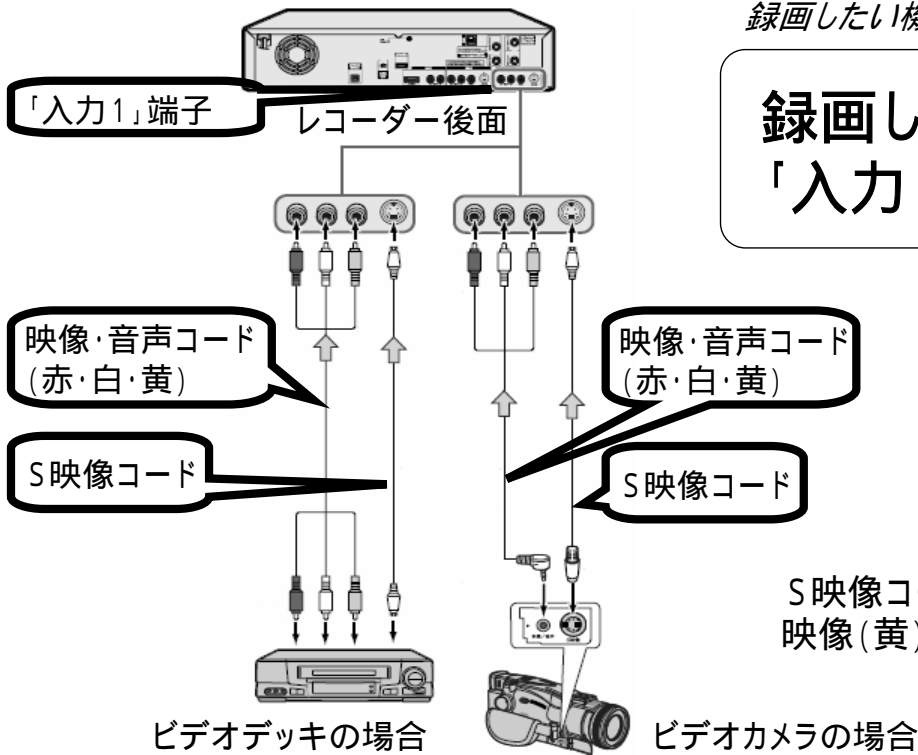 録画したい機
録画し
「入力
「入力1」端子
レコーダー後面
映像・音声コード
(赤・白・黄)
映像・音声コード
(赤・白・黄)
S映像コード
S映像コード
S映像コ
映像(黄)
ビデオデッキの場合
ビデオカメラの場合